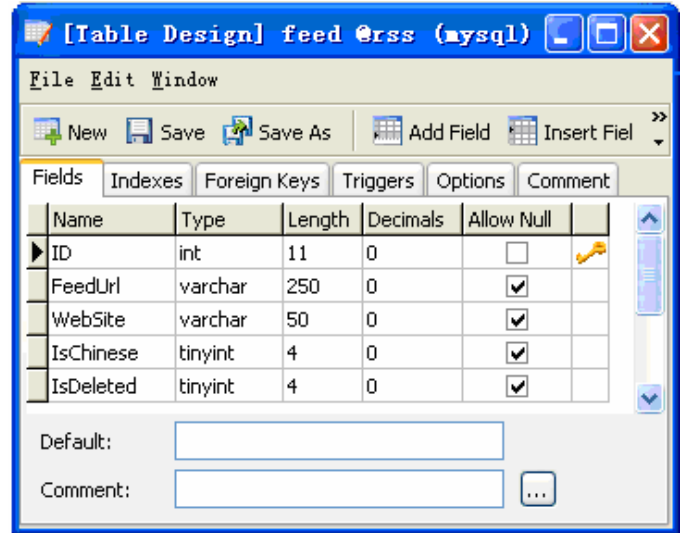 [Table Design] feed @rss (mysql)
File Edit Window
New Save Save As Add Field Insert Fiel
Fields Indexes Foreign Keys Triggers Options Comment
Name Type Length Decimals Allow Null
ID int 11 0
FeedUrl varchar 250 0
WebSite varchar 50 0
IsChinese tinyint 4 0
IsDeleted tinyint 4 0
Default:
Comment: ...